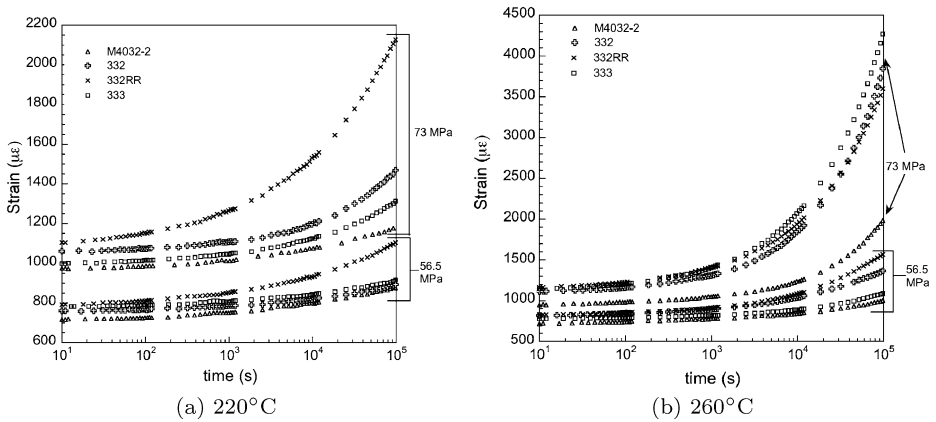 2200
2000
1800
1600
1400
1200
1000
800
600
Strain (με)
M4032-2
332
332RR
333
73 MPa
56.5
MPa
10¹ 10² 10³ 10⁴ 10⁵
time (s)
(a) 220°C
4500
4000
3500
3000
2500
2000
1500
1000
500
Strain (με)
M4032-2
332
332RR
333
73 MPa
56.5
MPa
10¹ 10² 10³ 10⁴ 10⁵
time (s)
(b) 260°C